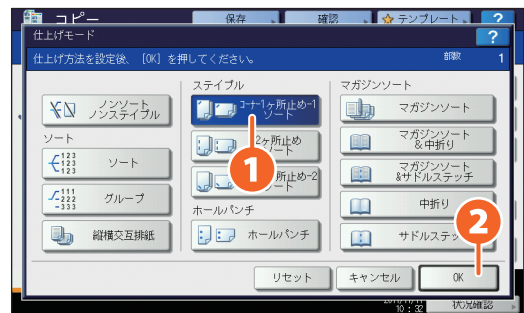 コピー 保存 確認 テンプレート ?
仕上げモード ?
仕上げ方法を設定後、[OK] を押してください。 部数 1
ステイプル マガジンソート
ノンソート
ノンステイプル
コーナー1ヶ所止め-1
ソート
マガジンソート
ソート
123
123
ソート
2ヶ所止め
ート
マガジンソート
&中折り
1
ヶ所止め-2
ート
マガジンソート
&サドルステッチ
111
222
333
グループ
ホールパンチ
中折り
2
縦横交互排紙
ホールパンチ
サドルステッ
リセット キャンセル OK
10:32 状況確認